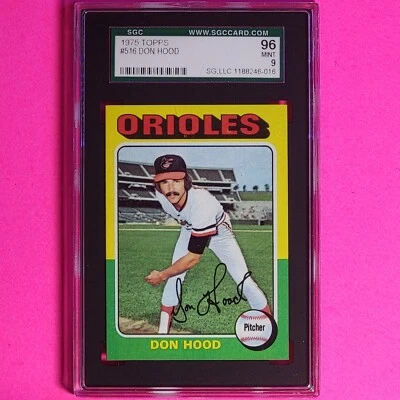 SGC WWW.SGCCARD.COM
1975 TOPPS
#516 DON HOOD
96
MINT
9
SG,LLC 1188246-016
ORIOLES
Don Hood
Pitcher
DON HOOD